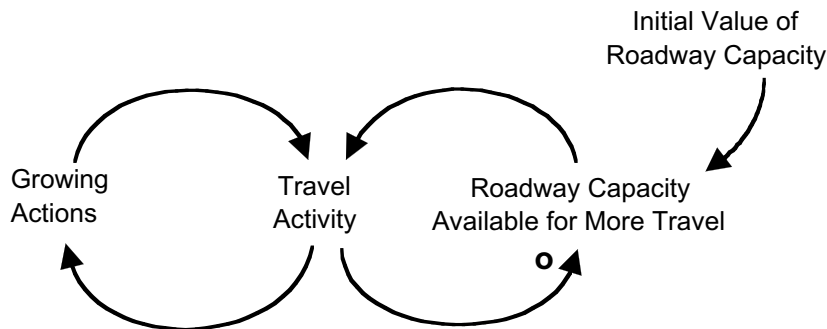 Initial Value of
Roadway Capacity
Growing
Actions
Travel
Activity
Roadway Capacity
Available for More Travel
o